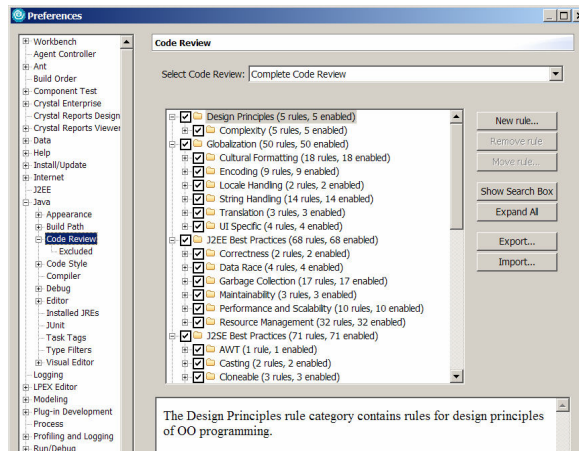 Preferences
Workbench
Agent Controller
Ant
Build Order
Component Test
Crystal Enterprise
Crystal Reports Design
Crystal Reports Viewer
Data
Help
Install/Update
Internet
J2EE
Java
Appearance
Build Path
Code Review
Excluded
Code Style
Compiler
Debug
Editor
Installed JREs
JUnit
Task Tags
Type Filters
Visual Editor
Logging
LPEX Editor
Modeling
Plug-in Development
Process
Profiling and Logging
Run/Debug
Code Review
Select Code Review: Complete Code Review
Design Principles (5 rules, 5 enabled)
Complexity (5 rules, 5 enabled)
Globalization (50 rules, 50 enabled)
Cultural Formatting (18 rules, 18 enabled)
Encoding (9 rules, 9 enabled)
Locale Handling (2 rules, 2 enabled)
String Handling (14 rules, 14 enabled)
Translation (3 rules, 3 enabled)
UI Specific (4 rules, 4 enabled)
J2EE Best Practices (68 rules, 68 enabled)
Correctness (2 rules, 2 enabled)
Data Race (4 rules, 4 enabled)
Garbage Collection (17 rules, 17 enabled)
Maintainability (3 rules, 3 enabled)
Performance and Scalability (10 rules, 10 enabled)
Resource Management (32 rules, 32 enabled)
J2SE Best Practices (71 rules, 71 enabled)
AWT (1 rule, 1 enabled)
Casting (2 rules, 2 enabled)
Cloneable (3 rules, 3 enabled)
New rule...
Remove rule
Move rule...
Show Search Box
Expand All
Export...
Import...
The Design Principles rule category contains rules for design principles
of OO programming.